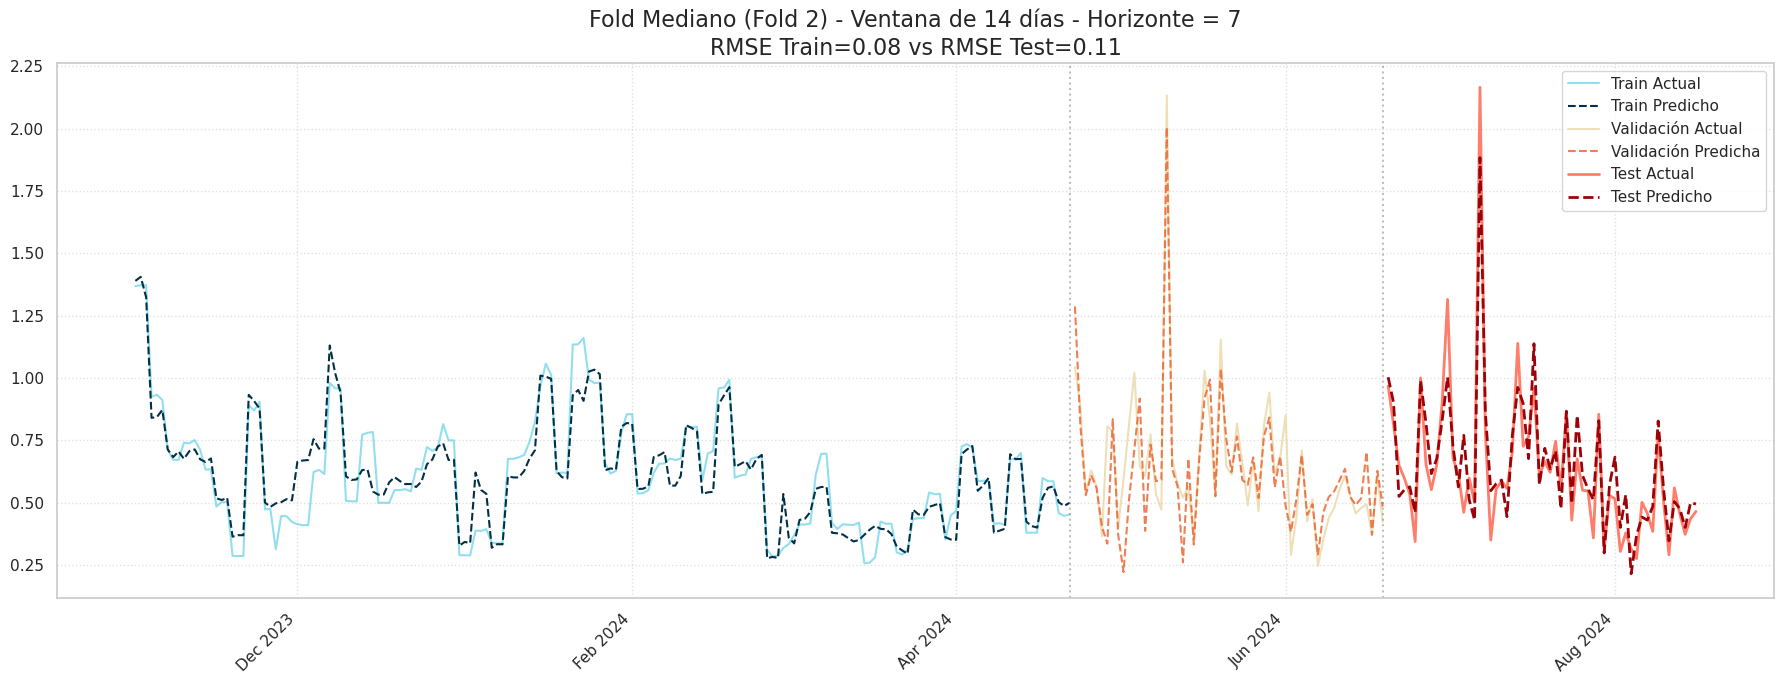 Fold Mediano (Fold 2) - Ventana de 14 días - Horizonte = 7
RMSE Train=0.08 vs RMSE Test=0.11
2.25
2.00
1.75
1.50
1.25
1.00
0.75
0.50
0.25
Train Actual
Train Predicho
Validación Actual
Validación Predicha
Test Actual
Test Predicho
Dec 2023
Feb 2024
Apr 2024
Jun 2024
Aug 2024